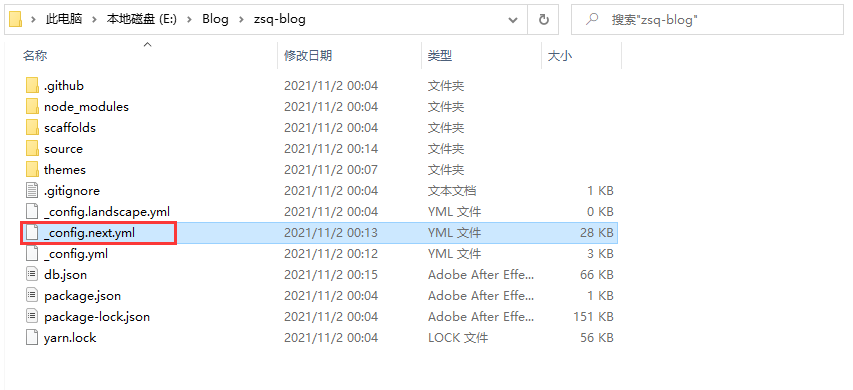 此电脑 > 本地磁盘 (E:) > Blog > zsq-blog 搜索"zsq-blog"
名称 修改日期 类型 大小
.github 2021/11/2 00:04 文件夹
node_modules 2021/11/2 00:04 文件夹
scaffolds 2021/11/2 00:04 文件夹
source 2021/11/2 00:04 文件夹
themes 2021/11/2 00:07 文件夹
.gitignore 2021/11/2 00:04 文本文档 1 KB
_config.landscape.yml 2021/11/2 00:04 YML 文件 0 KB
_config.next.yml 2021/11/2 00:13 YML 文件 28 KB
_config.yml 2021/11/2 00:12 YML 文件 3 KB
db.json 2021/11/2 00:15 Adobe After Effe... 66 KB
package.json 2021/11/2 00:04 Adobe After Effe... 1 KB
package-lock.json 2021/11/2 00:04 Adobe After Effe... 151 KB
yarn.lock 2021/11/2 00:04 LOCK 文件 56 KB